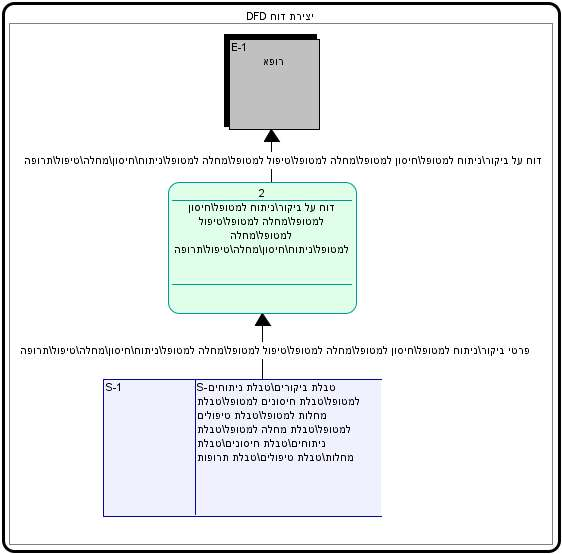 יצירת דוח DFD
E-1
רופא
דוח על ביקור\ניתוח למטופל\חיסון למטופל\מחלה למטופל\טיפול למטופל\מחלה למטופל\ניתוח\חיסון\מחלה\טיפול\תרופה
2
דוח על ביקור\ניתוח למטופל\חיסון
למטופל\מחלה למטופל\טיפול
למטופל\מחלה
למטופל\ניתוח\חיסון\מחלה\טיפול\תרופה
פרטי ביקור\ניתוח למטופל\חיסון למטופל\מחלה למטופל\טיפול למטופל\מחלה למטופל\ניתוח\חיסון\מחלה\טיפול\תרופה
S-1
S-טבלת ביקורים\טבלת ניתוחים
למטופל\טבלת חיסונים למטופל\טבלת
מחלות למטופל\טבלת טיפולים
למטופל\טבלת מחלה למטופל\טבלת
ניתוחים\טבלת חיסונים\טבלת
מחלות\טבלת טיפולים\טבלת תרופות